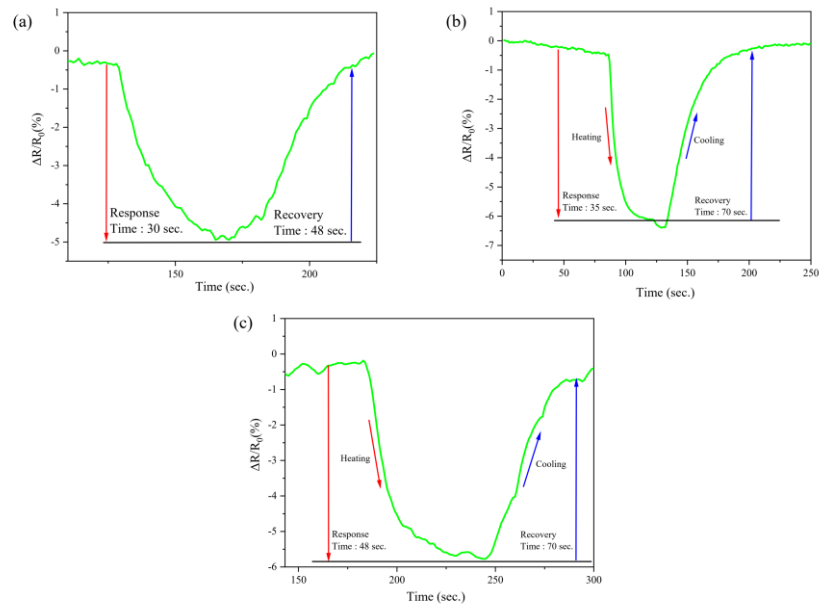 (a)
1
0
-1
-2
-3
-4
-5
ΔR/R₀(%)
Response
Time : 30 sec.
Recovery
Time : 48 sec.
150
200
Time (sec.)
(b)
1
0
-1
-2
-3
-4
-5
-6
-7
ΔR/R₀(%)
Heating
Cooling
Response
Time : 35 sec.
Recovery
Time : 70 sec.
0
50
100
150
200
250
Time (sec.)
(c)
1
0
-1
-2
-3
-4
-5
-6
ΔR/R₀(%)
Heating
Cooling
Response
Time : 48 sec.
Recovery
Time : 70 sec.
150
200
250
300
Time (sec.)